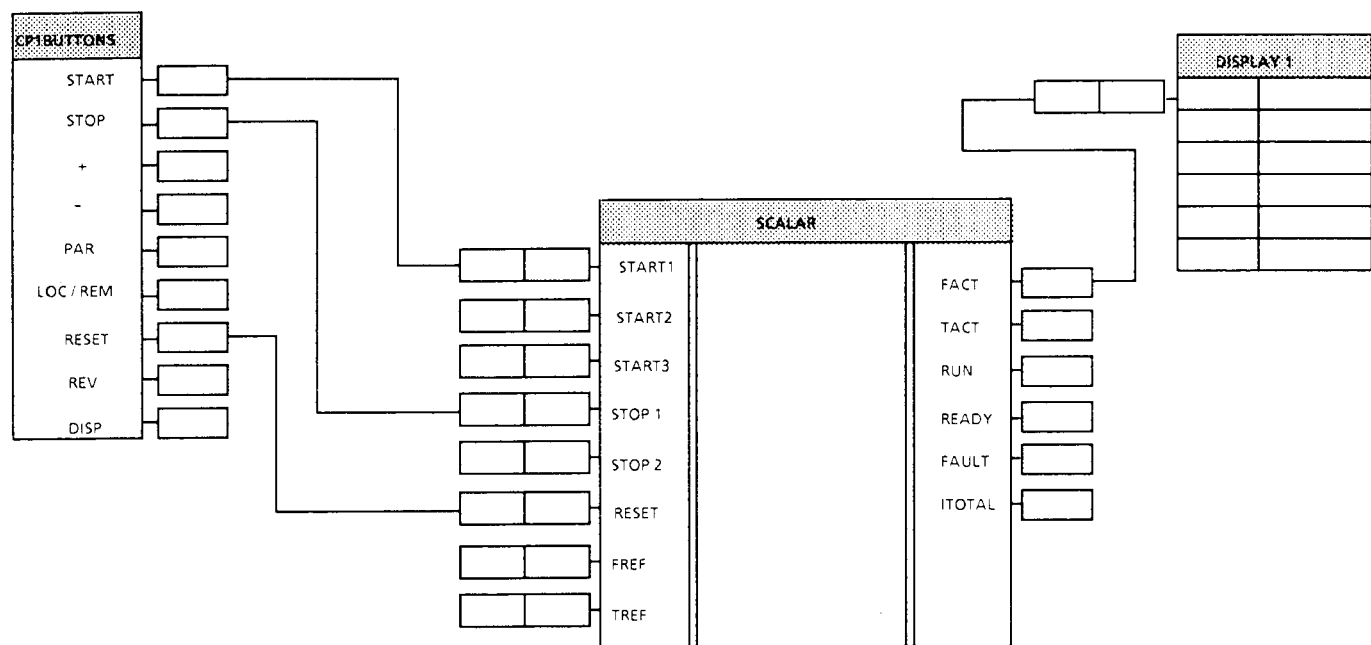 CP1BUTTONS
START
STOP
+
-
PAR
LOC / REM
RESET
REV
DISP
DISPLAY 1
SCALAR
START1
START2
START3
STOP 1
STOP 2
RESET
FREF
TREF
FACT
TACT
RUN
READY
FAULT
ITOTAL